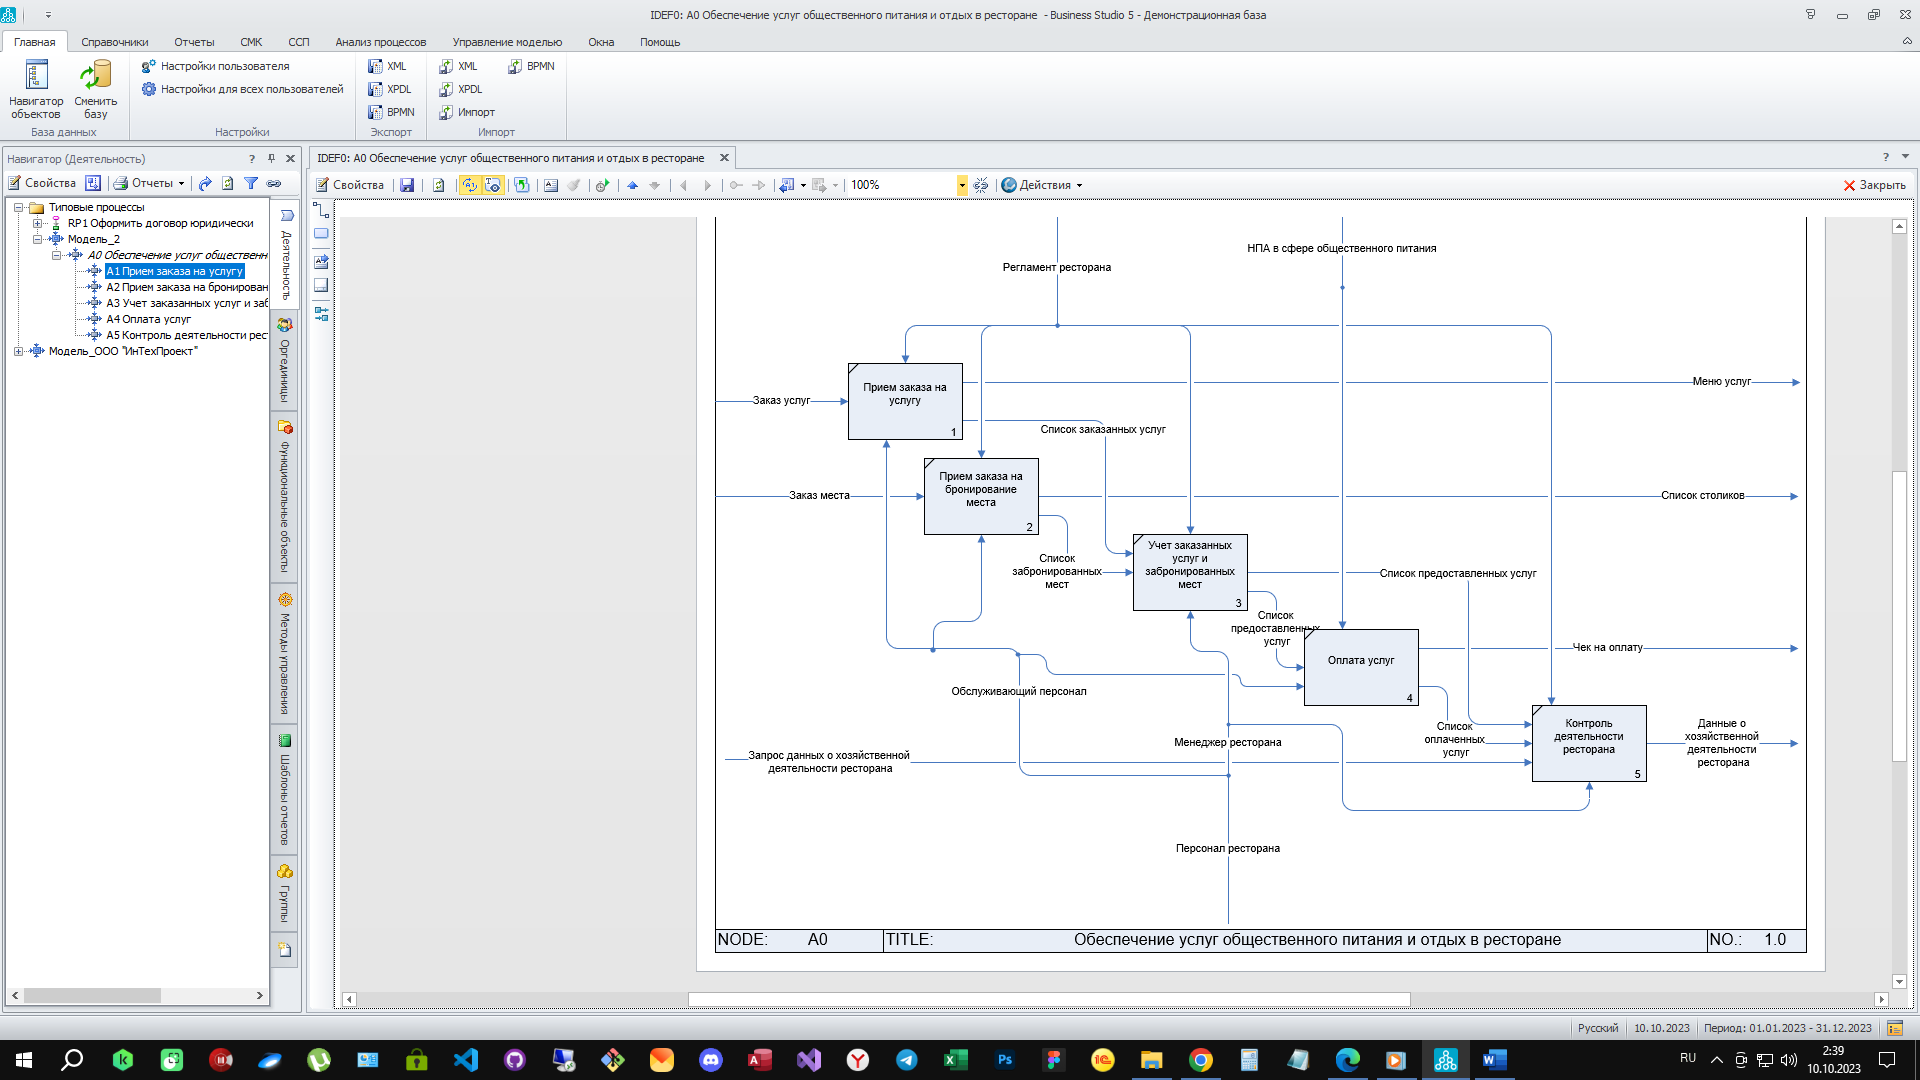 IDEF0: A0 Обеспечение услуг общественного питания и отдых в ресторане - Business Studio 5 - Демонстрационная база
Главная Справочники Отчеты СМК ССП Анализ процессов Управление моделью Окна Помощь
Навигатор объектов
Сменить базу
База данных
Настройки пользователя
Настройки для всех пользователей
Настройки
XML
XPDL
BPMN
Экспорт
XML BPMN
XPDL
Импорт
Импорт
Навигатор (Деятельность)
Свойства Отчеты
Типовые процессы
RP1 Оформить договор юридически
Модель_2
A0 Обеспечение услуг общественн
A1 Прием заказа на услугу
A2 Прием заказа на бронирован
A3 Учет заказанных услуг и заб
A4 Оплата услуг
A5 Контроль деятельности рес
Модель_ООО "ИнТехПроект"
Деятельность
Оргединицы
Функциональные объекты
Методы управления
Шаблоны отчетов
Группы
IDEF0: A0 Обеспечение услуг общественного питания и отдых в ресторане
Свойства 100% Действия Закрыть
НПА в сфере общественного питания
Регламент ресторана
Прием заказа на
услугу
1
Меню услуг
Заказ услуг
Список заказанных услуг
Прием заказа на
бронирование
места
2
Заказ места
Список столиков
Список
забронированных
мест
Учет заказанных
услуг и
забронированных
мест
3
Список предоставленных услуг
Список
предоставленных
услуг
Оплата услуг
4
Чек на оплату
Обслуживающий персонал
Список
оплаченных
услуг
Контроль
деятельности
ресторана
5
Данные о
хозяйственной
деятельности
ресторана
Менеджер ресторана
Запрос данных о хозяйственной
деятельности ресторана
Персонал ресторана
NODE: A0 TITLE: Обеспечение услуг общественного питания и отдых в ресторане NO.: 1.0
Русский 10.10.2023 Период: 01.01.2023 - 31.12.2023
RU 2:39
10.10.2023